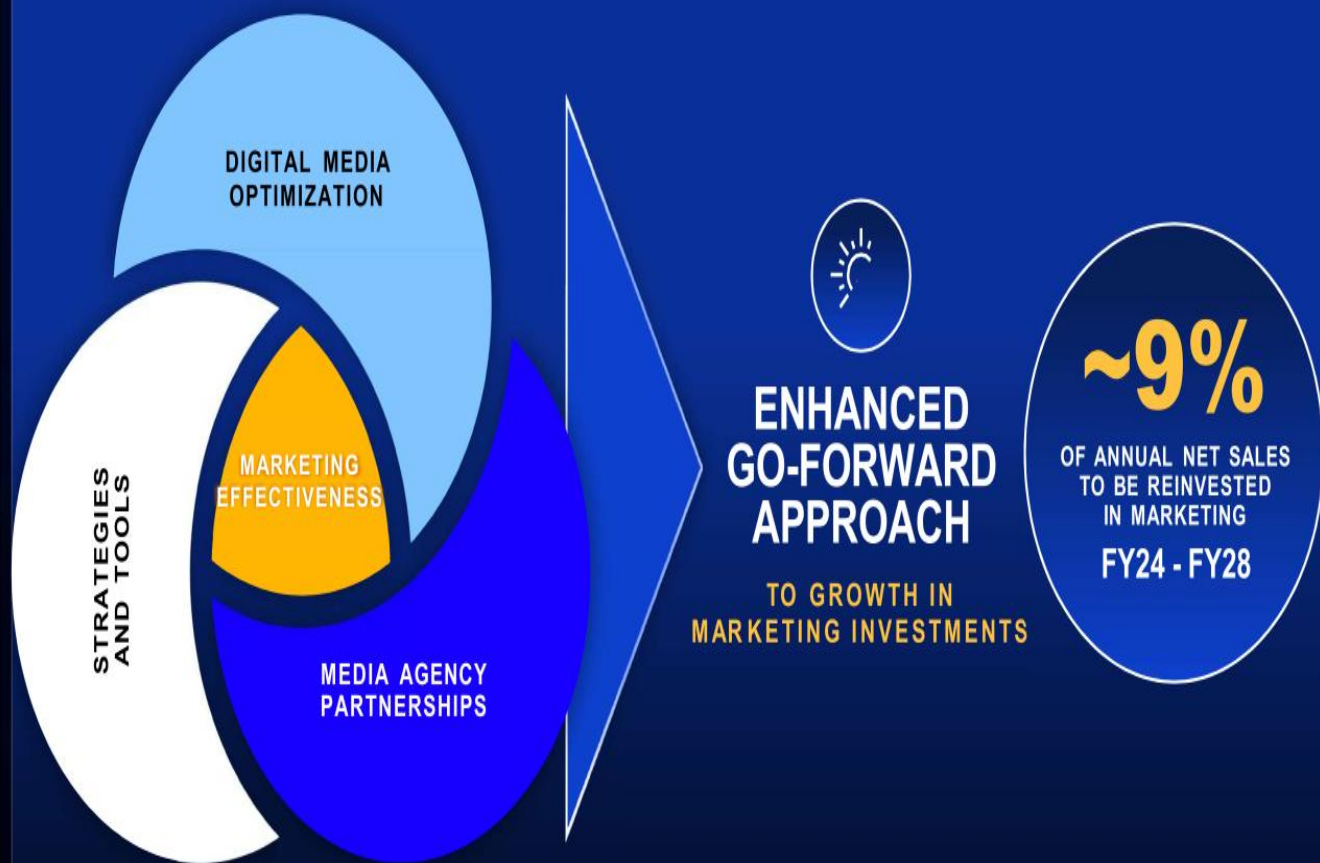 DIGITAL MEDIA
OPTIMIZATION
STRATEGIES
AND TOOLS
MARKETING
EFFECTIVENESS
MEDIA AGENCY
PARTNERSHIPS
ENHANCED
GO-FORWARD
APPROACH
TO GROWTH IN
MARKETING INVESTMENTS
~9%
OF ANNUAL NET SALES
TO BE REINVESTED
IN MARKETING
FY24 - FY28